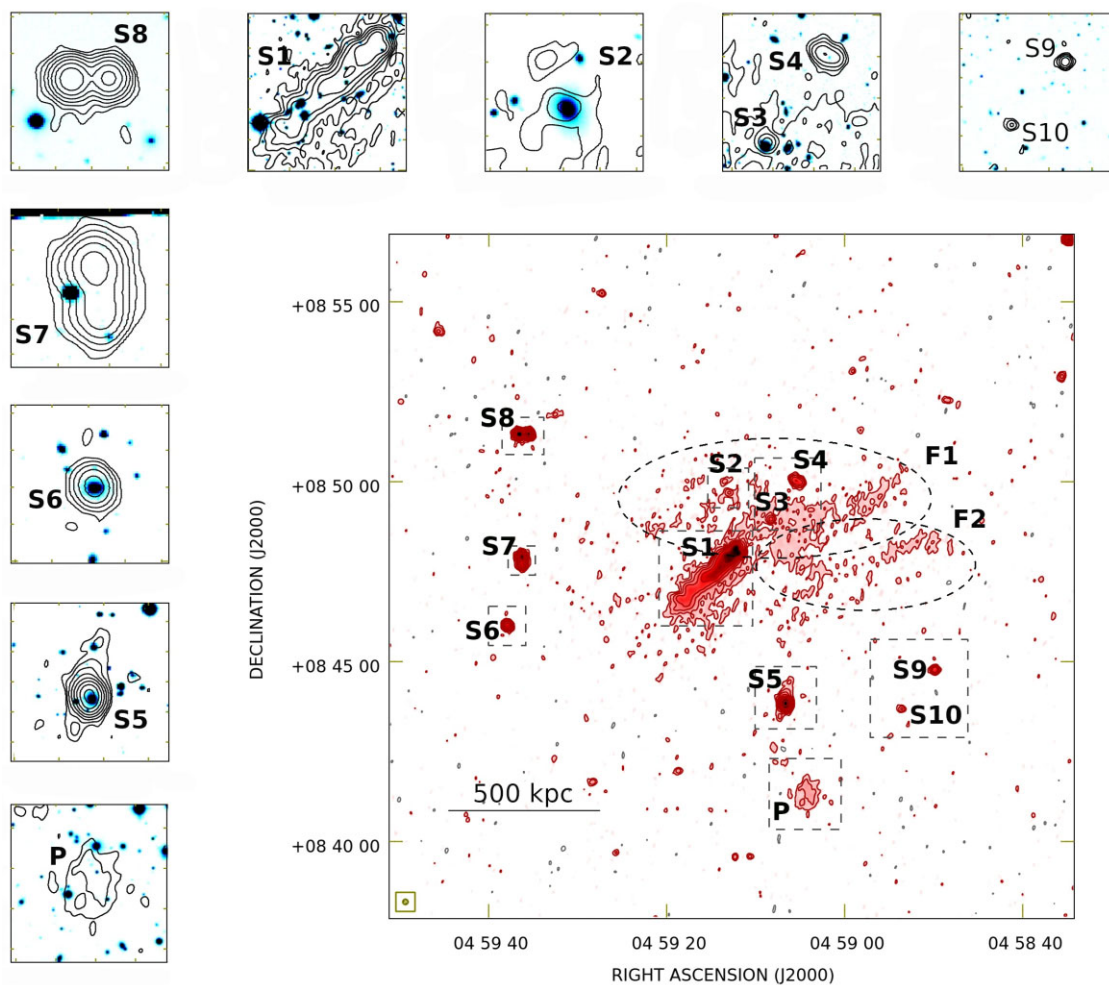 S8
S1
S2
S4
S3
S9
S10
S7
S6
S5
P
+08 55 00
+08 50 00
+08 45 00
+08 40 00
DECLINATION (J2000)
S8
S2
S4
F1
S3
F2
S1
S7
S6
S5
S9
S10
500 kpc
P
04 59 40
04 59 20
04 59 00
04 58 40
RIGHT ASCENSION (J2000)